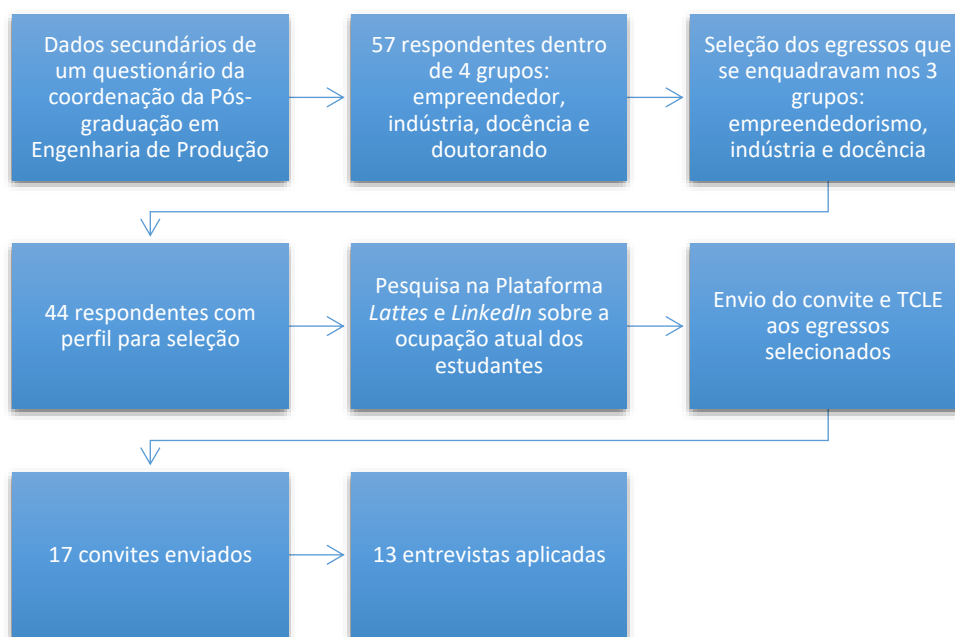 Dados secundários de
um questionário da
coordenação da Pós-
graduação em
Engenharia de Produção
57 respondentes dentro
de 4 grupos:
empreendedor,
indústria, docência e
doutorando
Seleção dos egressos que
se enquadravam nos 3
grupos:
empreendedorismo,
indústria e docência
44 respondentes com
perfil para seleção
Pesquisa na Plataforma
Lattes e LinkedIn sobre a
ocupação atual dos
estudantes
Envio do convite e TCLE
aos egressos
selecionados
17 convites enviados
13 entrevistas aplicadas